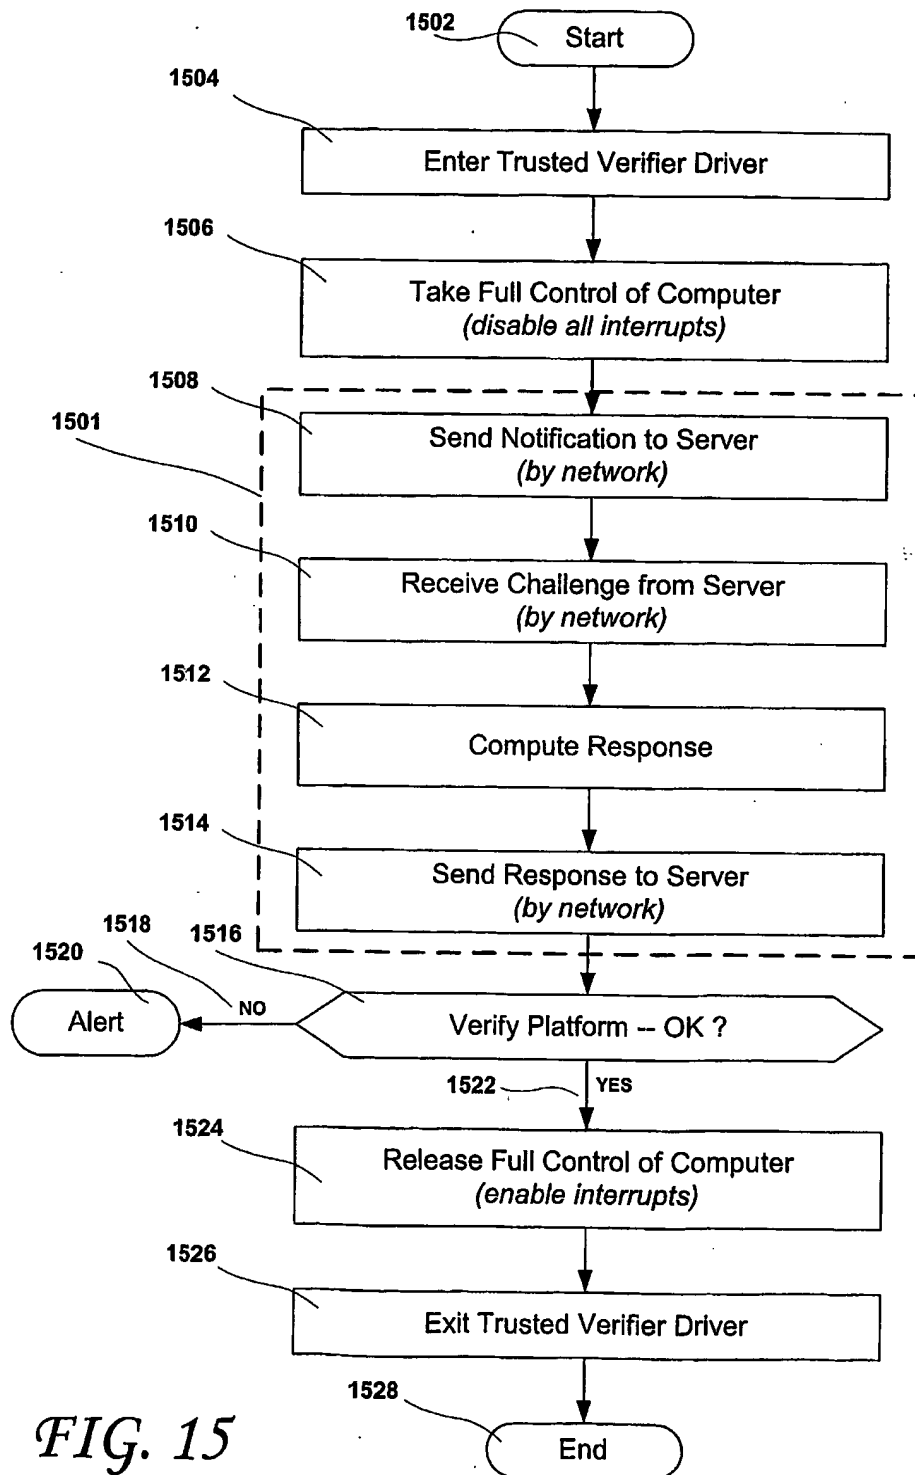 1502
Start
1504
Enter Trusted Verifier Driver
1506
Take Full Control of Computer
(disable all interrupts)
1508
1501
Send Notification to Server
(by network)
1510
Receive Challenge from Server
(by network)
1512
Compute Response
1514
Send Response to Server
(by network)
1518
1516
1520
Alert
NO
Verify Platform -- OK ?
1522
YES
1524
Release Full Control of Computer
(enable interrupts)
1526
Exit Trusted Verifier Driver
1528
End
FIG. 15